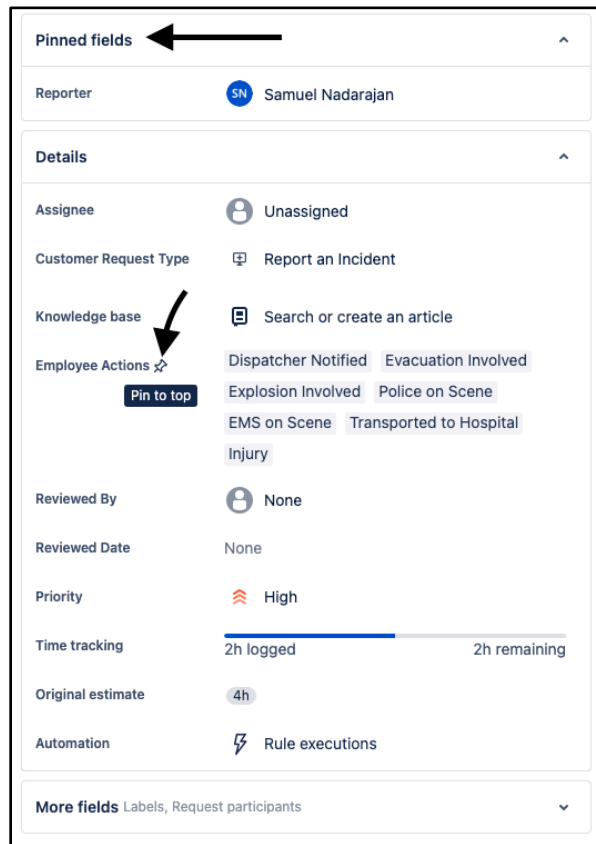 Pinned fields
Reporter SN Samuel Nadarajan
Details
Assignee Unassigned
Customer Request Type Report an Incident
Knowledge base Search or create an article
Employee Actions Dispatcher Notified Evacuation Involved
Pin to top Explosion Involved Police on Scene
EMS on Scene Transported to Hospital
Injury
Reviewed By None
Reviewed Date None
Priority High
Time tracking 2h logged 2h remaining
Original estimate 4h
Automation Rule executions
More fields Labels, Request participants